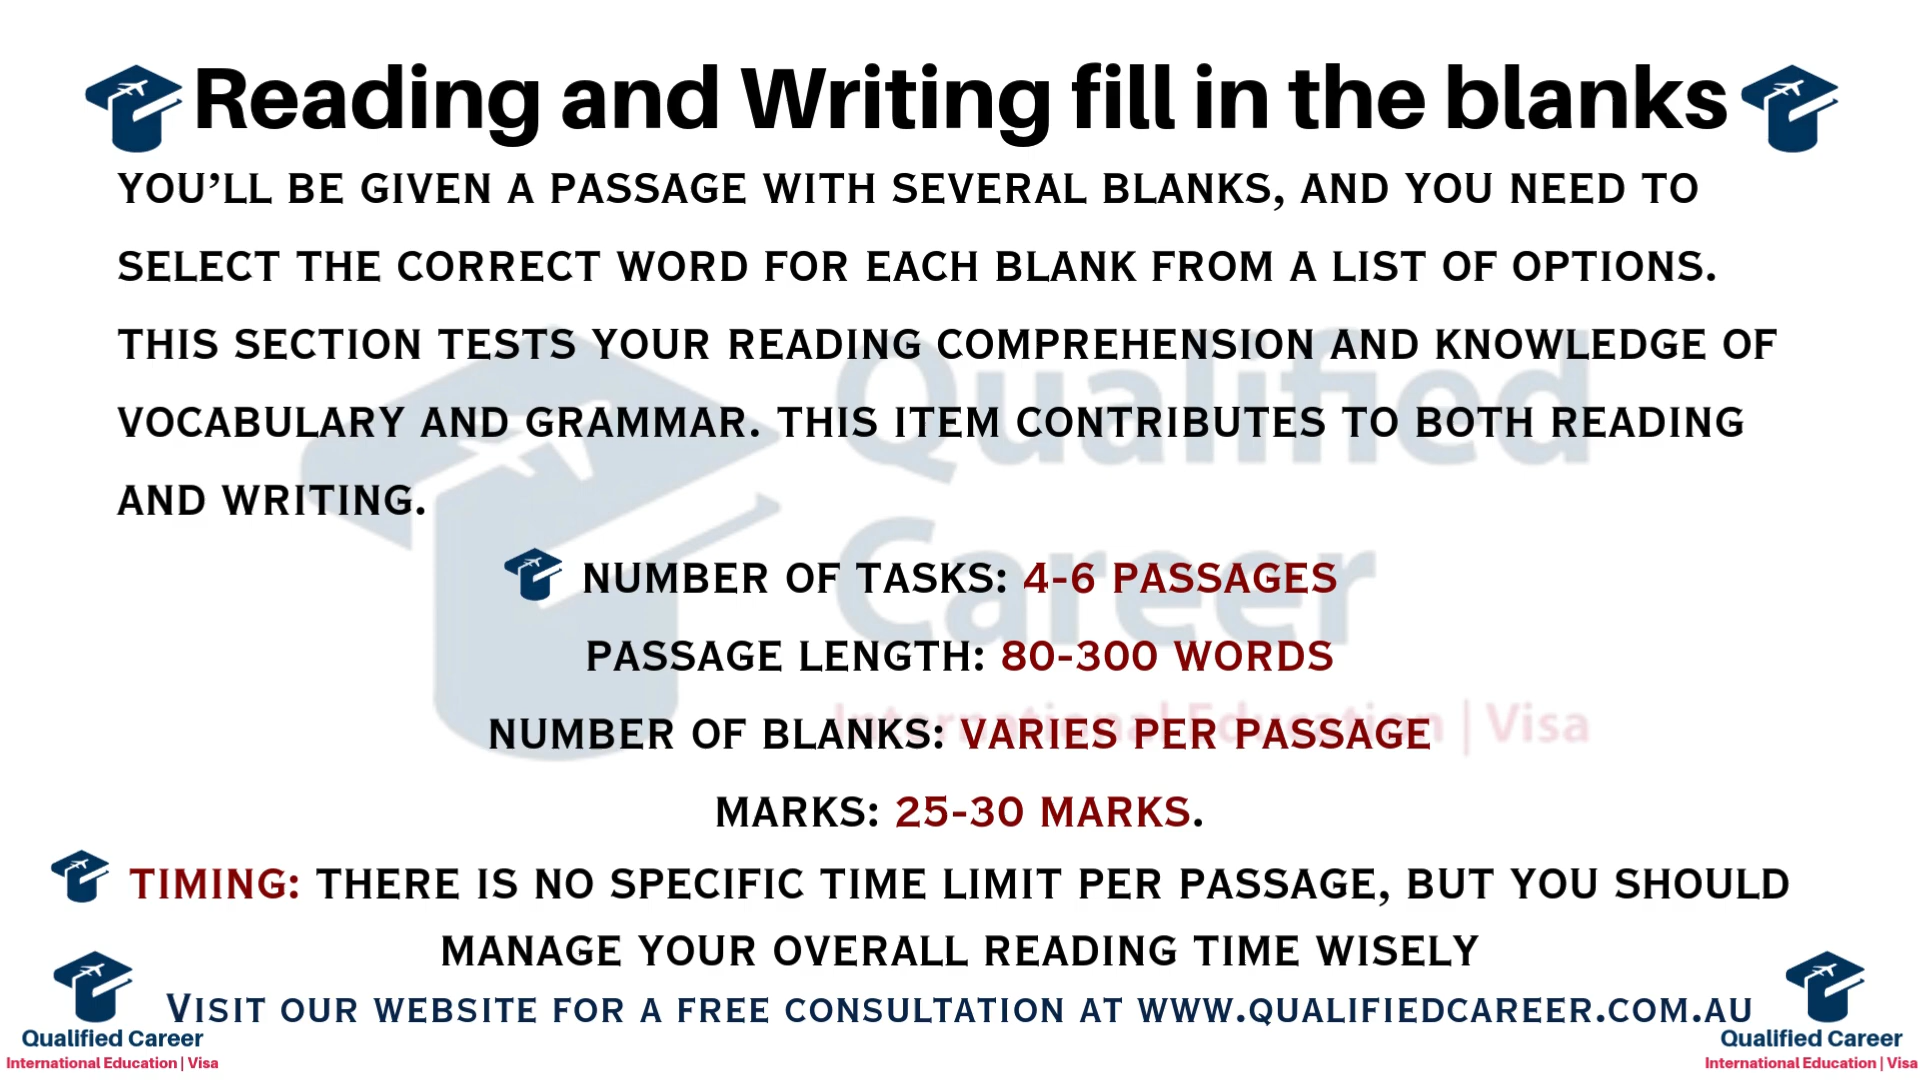 Reading and Writing fill in the blanks
YOU’LL BE GIVEN A PASSAGE WITH SEVERAL BLANKS, AND YOU NEED TO
SELECT THE CORRECT WORD FOR EACH BLANK FROM A LIST OF OPTIONS.
THIS SECTION TESTS YOUR READING COMPREHENSION AND KNOWLEDGE OF
VOCABULARY AND GRAMMAR. THIS ITEM CONTRIBUTES TO BOTH READING
AND WRITING.
Qualified
Career
International Education | Visa
NUMBER OF TASKS: 4-6 PASSAGES
PASSAGE LENGTH: 80-300 WORDS
NUMBER OF BLANKS: VARIES PER PASSAGE
MARKS: 25-30 MARKS.
TIMING: THERE IS NO SPECIFIC TIME LIMIT PER PASSAGE, BUT YOU SHOULD
MANAGE YOUR OVERALL READING TIME WISELY
VISIT OUR WEBSITE FOR A FREE CONSULTATION AT WWW.QUALIFIEDCAREER.COM.AU
Qualified Career
International Education | Visa
Qualified Career
International Education | Visa